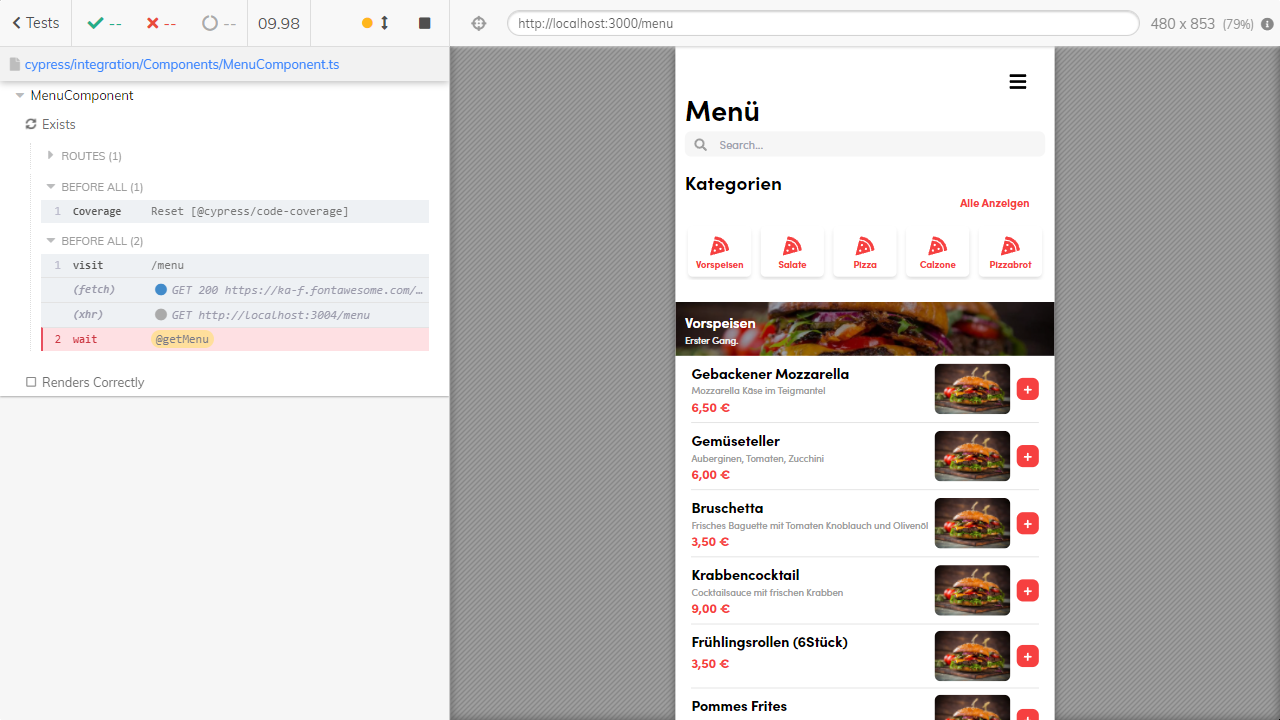 Tests
--
--
--
09.98
http://localhost:3000/menu
480 x 853 (79%)
cypress/integration/Components/MenuComponent.ts
MenuComponent
Exists
ROUTES (1)
BEFORE ALL (1)
1 Coverage Reset [@cypress/code-coverage]
BEFORE ALL (2)
1 visit /menu
(fetch) GET 200 https://ka-f.fontawesome.com/…
(xhr) GET http://localhost:3004/menu
2 wait @getMenu
Renders Correctly
Menü
Search...
Kategorien
Alle Anzeigen
Vorspeisen Salate Pizza Calzone Pizzabrot
Vorspeisen
Erster Gang.
Gebackener Mozzarella
Mozzarella Käse im Teigmantel
6,50 €
+
Gemüseteller
Auberginen, Tomaten, Zucchini
6,00 €
+
Bruschetta
Frisches Baguette mit Tomaten Knoblauch und Olivenöl
3,50 €
+
Krabbencocktail
Cocktailsauce mit frischen Krabben
9,00 €
+
Frühlingsrollen (6Stück)
3,50 €
+
Pommes Frites
+